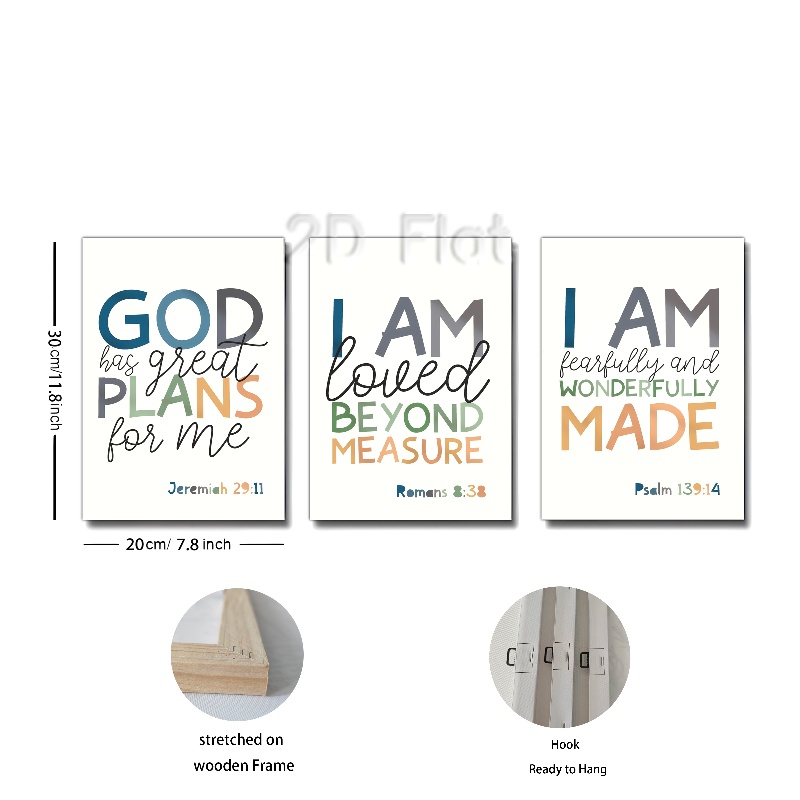 2D Flat
GOD
has great
PLANS
for me
Jeremiah 29:11
I AM
loved
BEYOND
MEASURE
Romans 8:38
I AM
fearfully and
WONDERFULLY
MADE
Psalm 139:14
30cm/11.8inch
20cm/ 7.8 inch
stretched on
wooden Frame
Hook
Ready to Hang